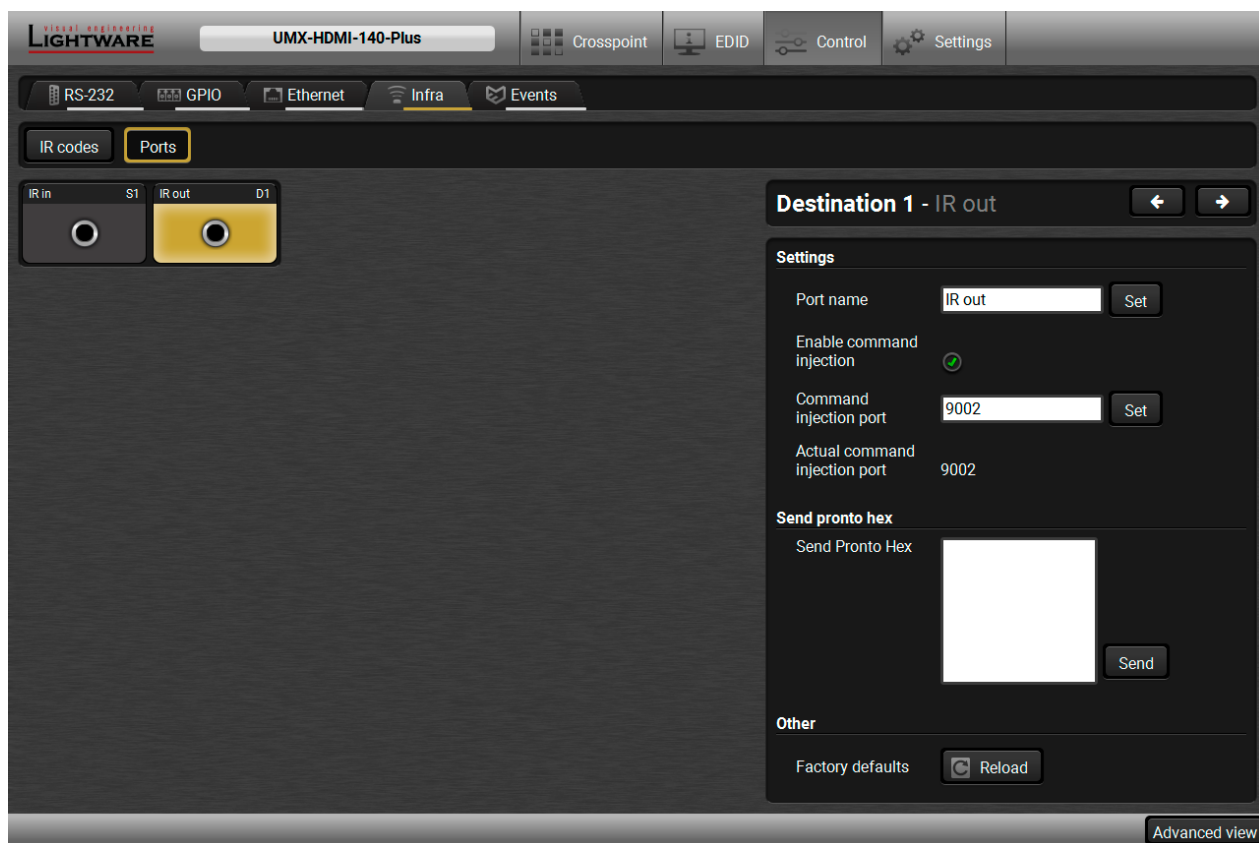 visual engineering
LIGHTWARE
UMX-HDMI-140-Plus
Crosspoint
EDID
Control
Settings
RS-232
GPIO
Ethernet
Infra
Events
IR codes
Ports
IR in S1
IR out D1
Destination 1 - IR out
Settings
Port name
IR out
Set
Enable command
injection
Command
injection port
9002
Set
Actual command
injection port
9002
Send pronto hex
Send Pronto Hex
Send
Other
Factory defaults
Reload
Advanced view